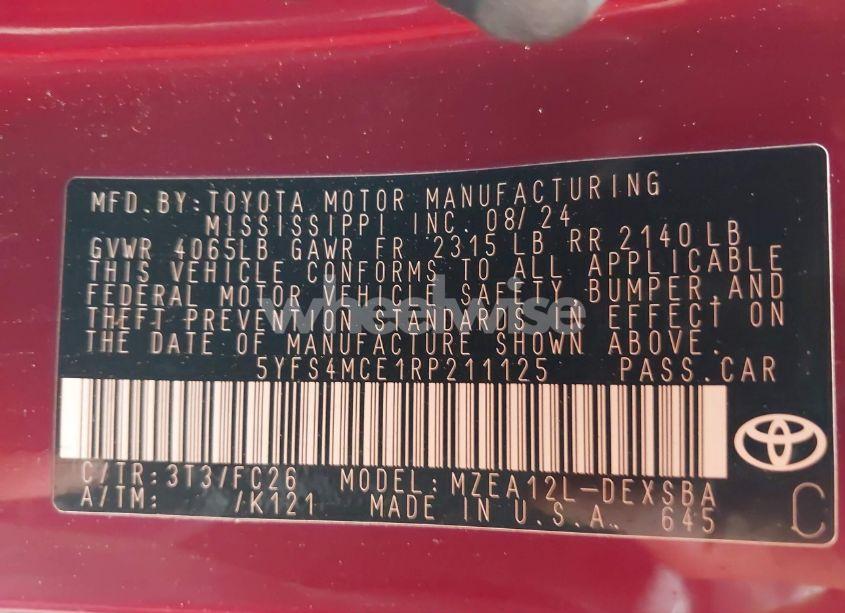 MFD. BY: TOYOTA MOTOR MANUFACTURING
MISSISSIPPI INC. 08/24
GVWR 4065LB GAWR FR 2315 LB RR 2140 LB
THIS VEHICLE CONFORMS TO ALL APPLICABLE
FEDERAL MOTOR VEHICLE SAFETY, BUMPER, AND
THEFT PREVENTION STANDARDS IN EFFECT ON
THE DATE OF MANUFACTURE SHOWN ABOVE.
wheelwise
5YFS4MCE1RP211125 PASS.CAR
C/TR: 3T3/FC26 MODEL: MZEA12L-DEXSBA
A/TM: /K121 MADE IN U.S.A. 645
C